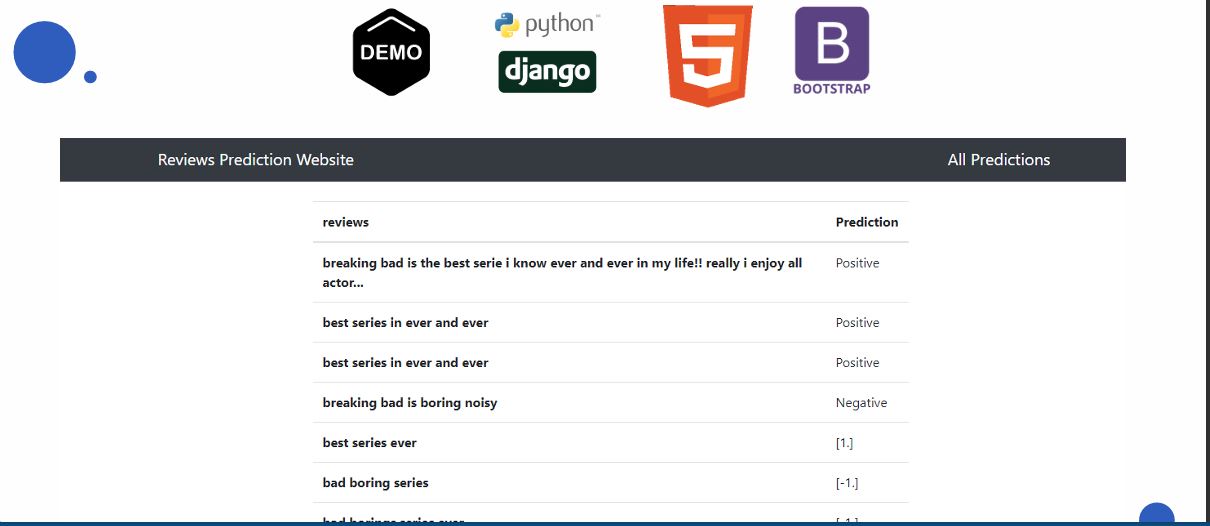 DEMO
python
django
5
B
BOOTSTRAP
Reviews Prediction Website All Predictions
reviews Prediction
breaking bad is the best serie i know ever and ever in my life!! really i enjoy all Positive
actor...
best series in ever and ever Positive
best series in ever and ever Positive
breaking bad is boring noisy Negative
best series ever [1.]
bad boring series [-1.]